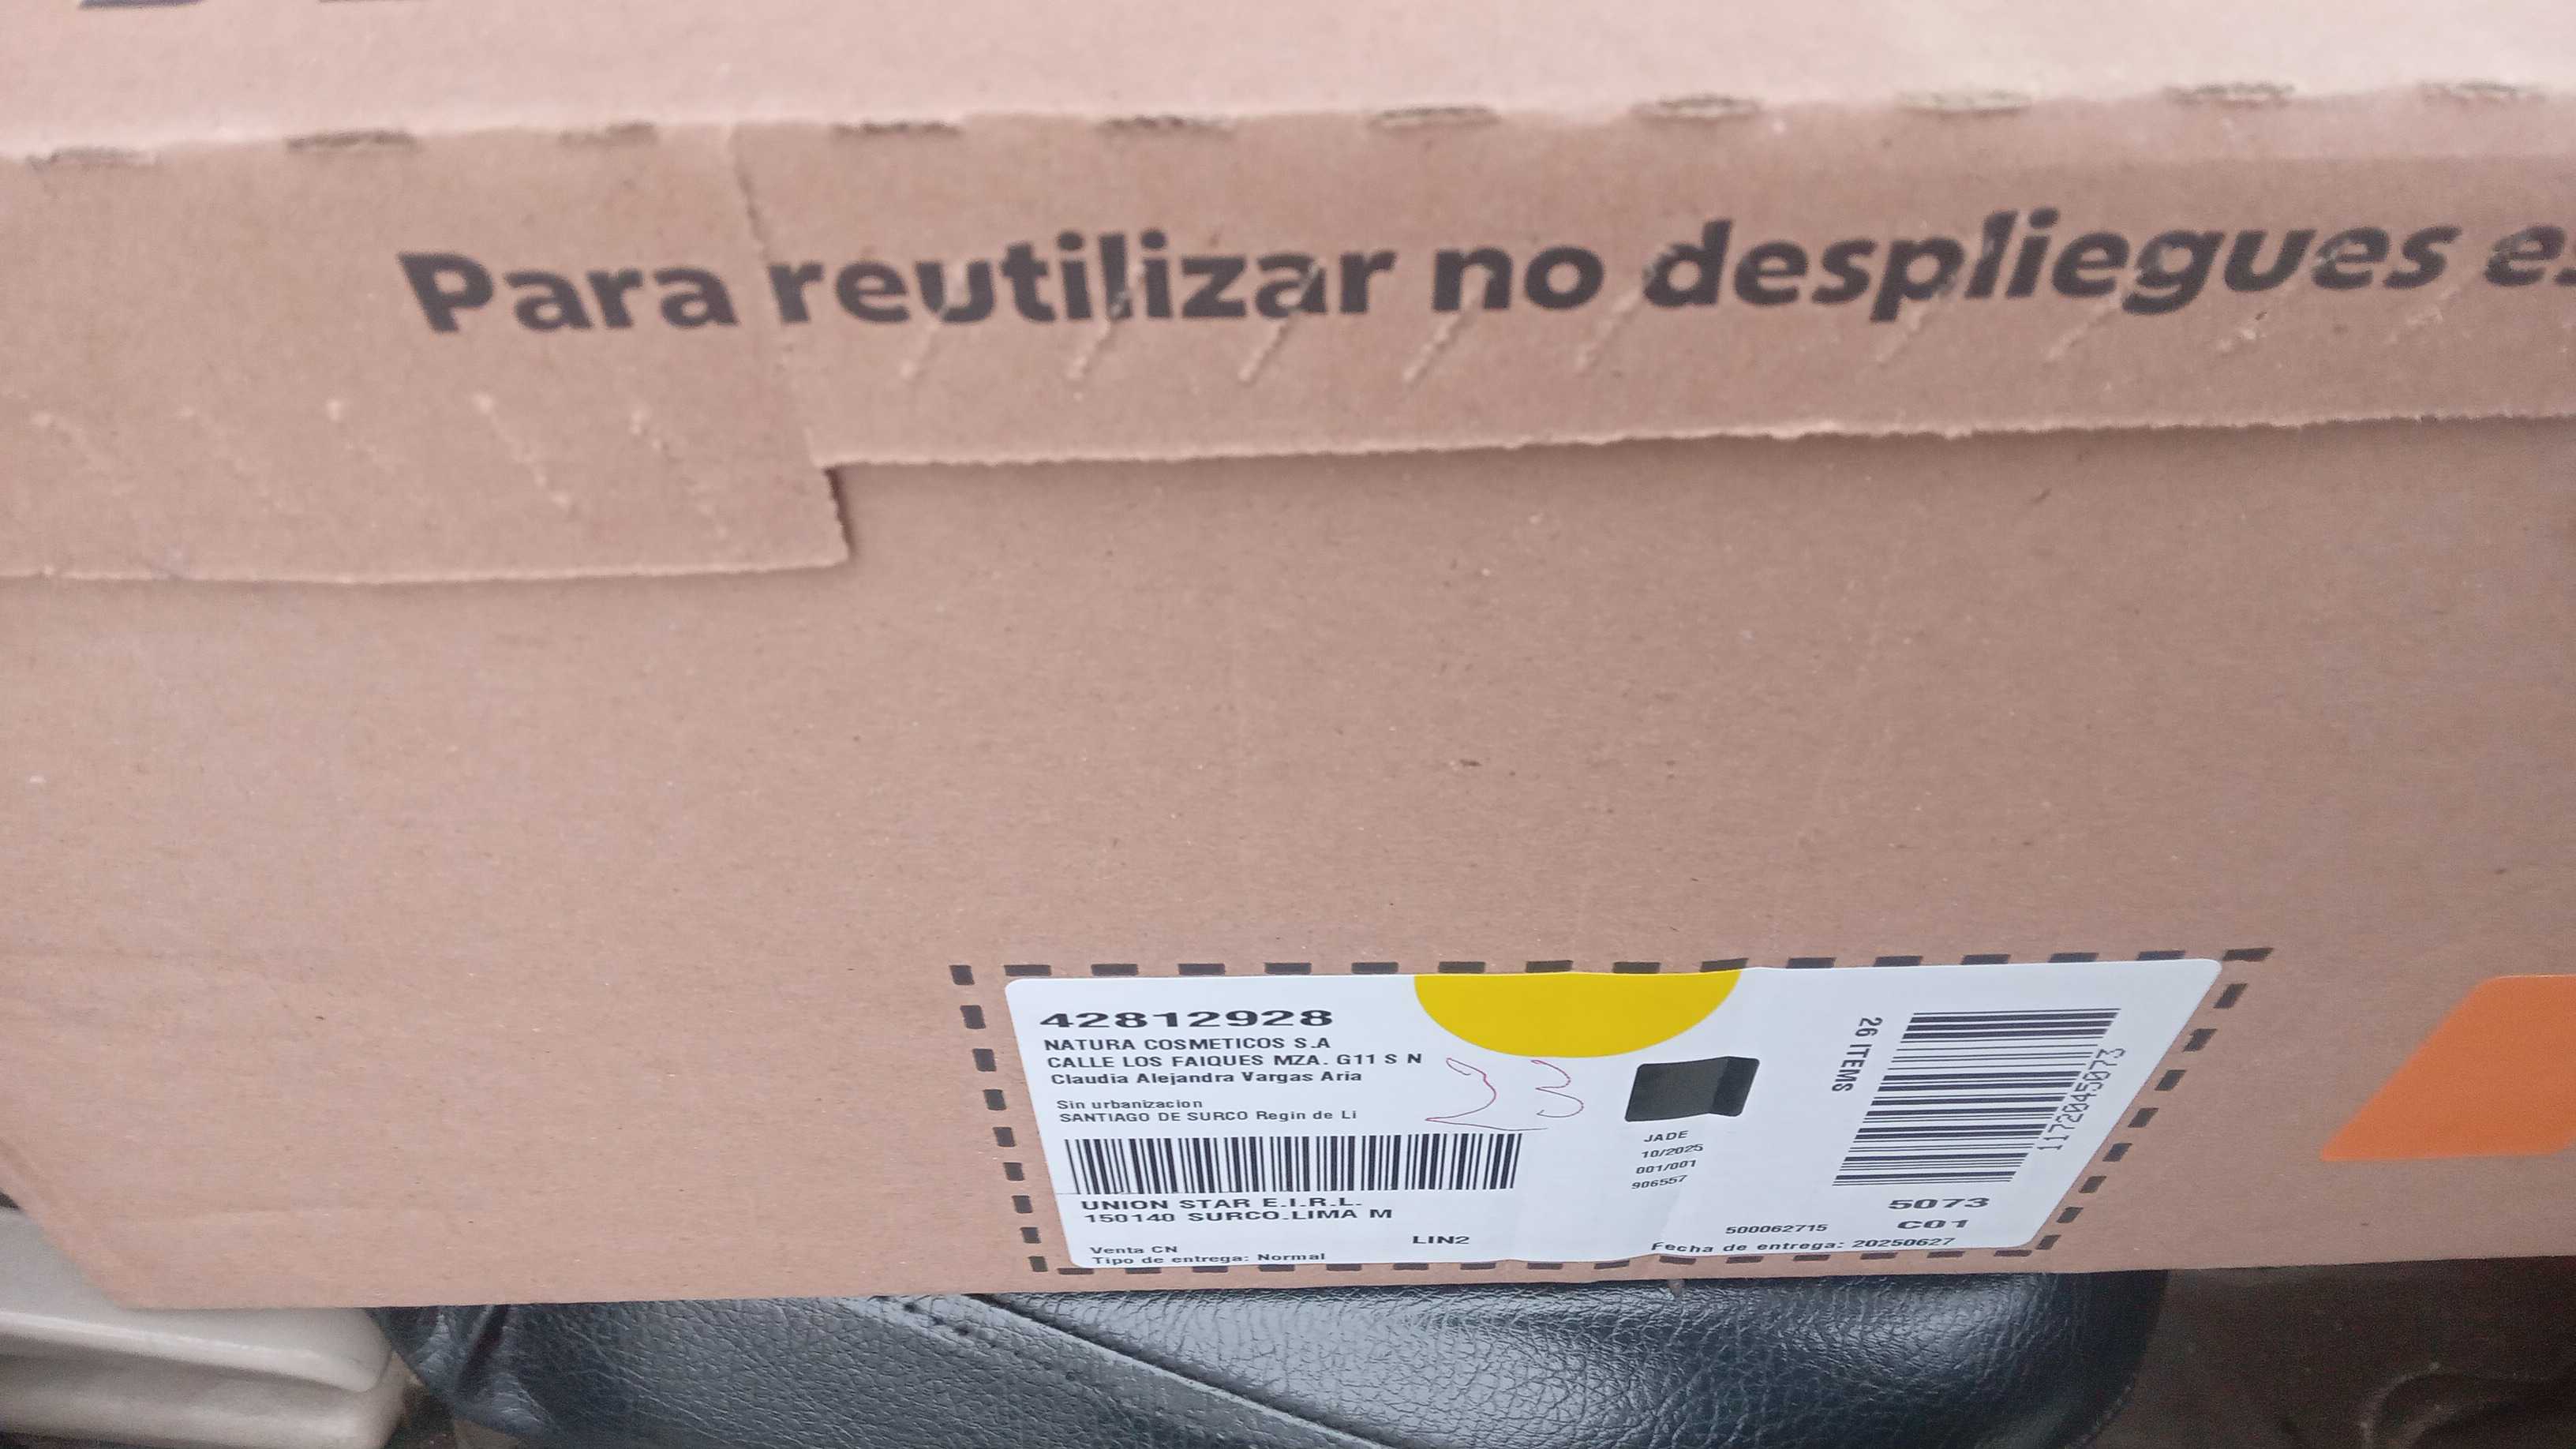 Para reutilizar no despliegues es
42812928
NATURA COSMETICOS S.A
CALLE LOS FAIQUES MZA. G11 S N
Claudia Alejandra Vargas Aria
Sin urbanizacion
SANTIAGO DE SURCO Regin de Li
UNION STAR E.I.R.L.
150140 SURCO.LIMA M
LIN2
Venta CN
Tipo de entrega: Normal
23
JADE
10/2025
001/001
906557
26 ITEMS
1172045073
5073
C01
500062715
Fecha de entrega: 20250627